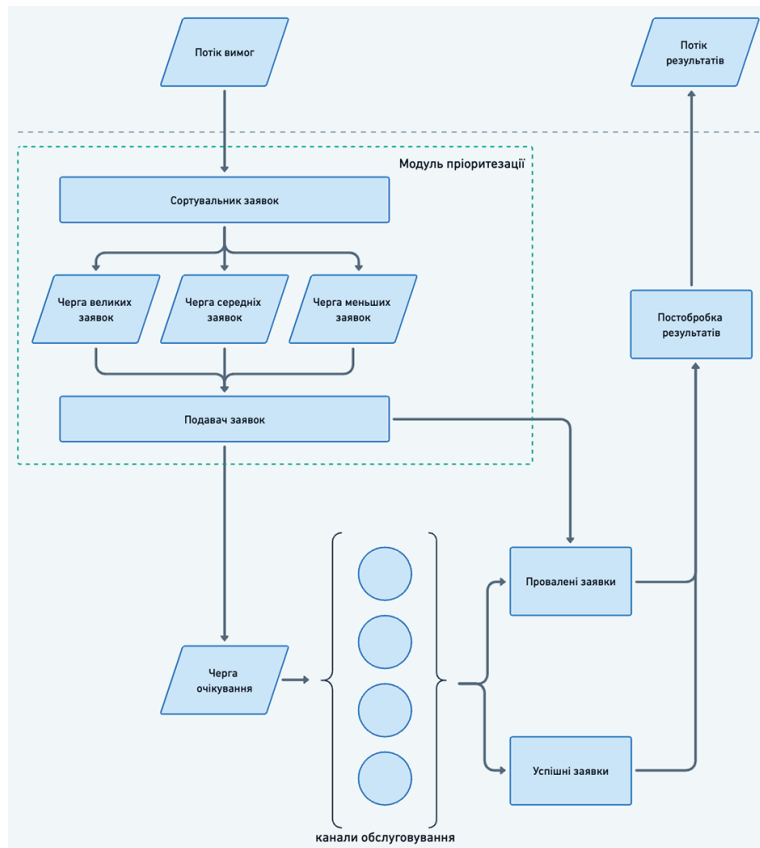 Потік вимог
Потік
результатів
Модуль пріоритезації
Сортувальник заявок
Черга великих
заявок
Черга середніх
заявок
Черга меньших
заявок
Постобробка
результатів
Подавач заявок
Провалені заявки
Черга
очікування
Успішні заявки
канали обслуговування